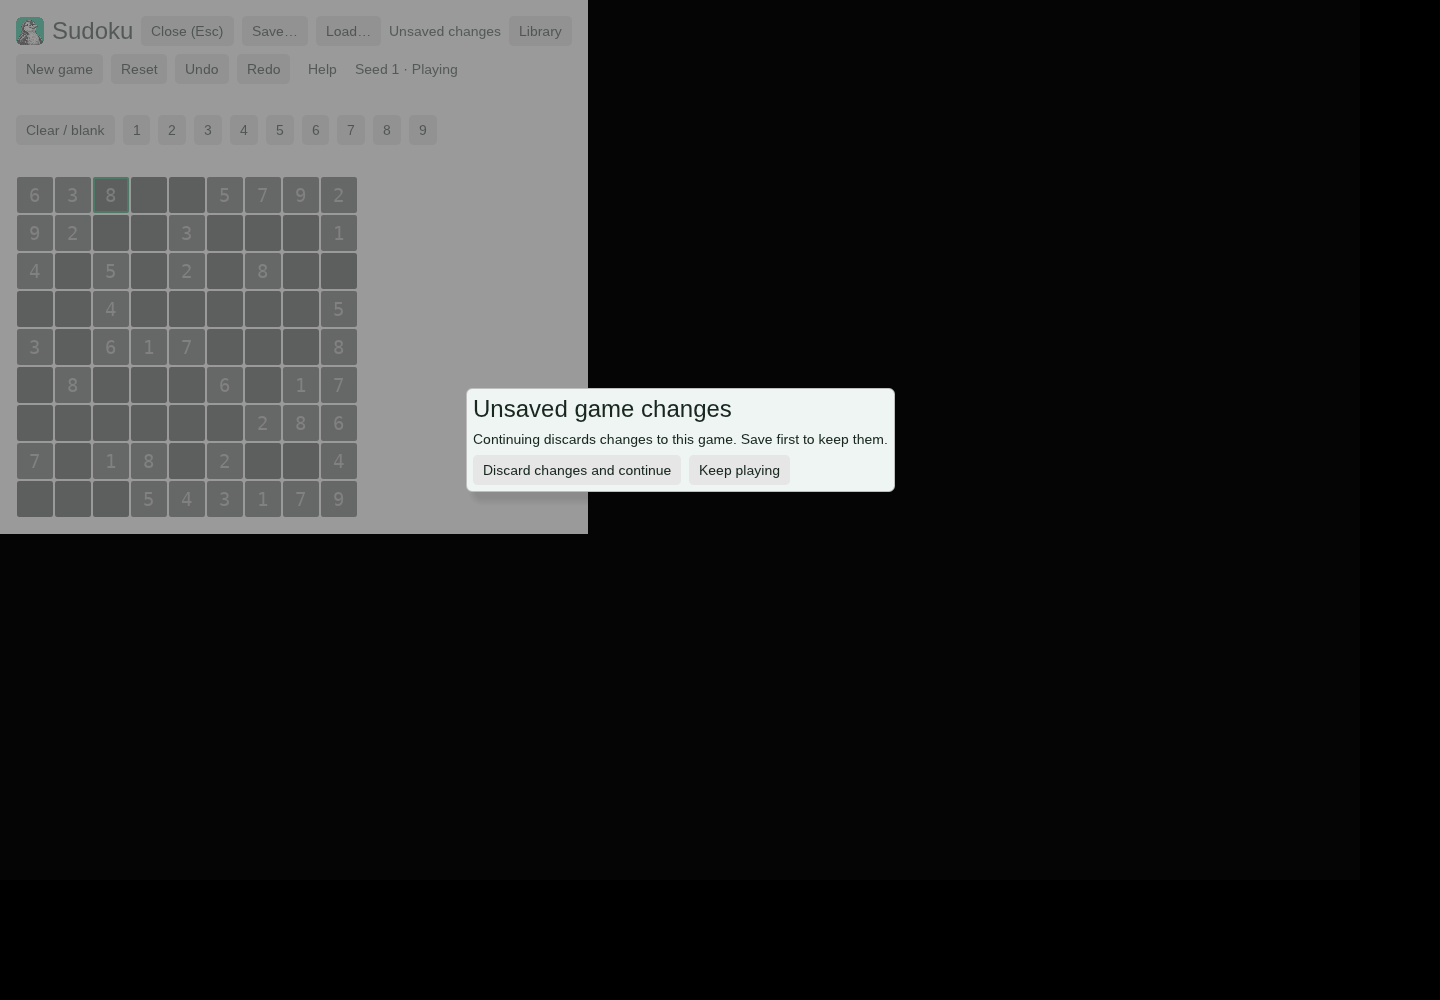 Sudoku Close (Esc) Save… Load… Unsaved changes Library
New game Reset Undo Redo Help Seed 1 · Playing
Clear / blank 1 2 3 4 5 6 7 8 9
6 3 8 5 7 9 2
9 2 3 1
4 5 2 8
4 5
3 6 1 7 8
8 6 1 7
2 8 6
7 1 8 2 4
5 4 3 1 7 9
Unsaved game changes
Continuing discards changes to this game. Save first to keep them.
Discard changes and continue Keep playing